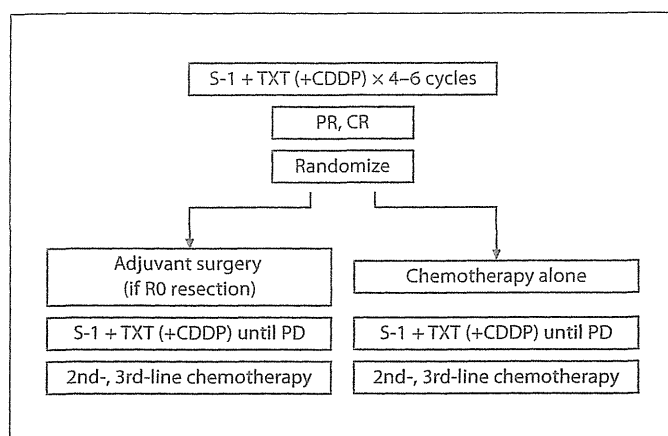 S-1 + TXT (+CDDP) × 4–6 cycles
PR, CR
Randomize
Adjuvant surgery
(if R0 resection)
S-1 + TXT (+CDDP) until PD
2nd-, 3rd-line chemotherapy
Chemotherapy alone
S-1 + TXT (+CDDP) until PD
2nd-, 3rd-line chemotherapy